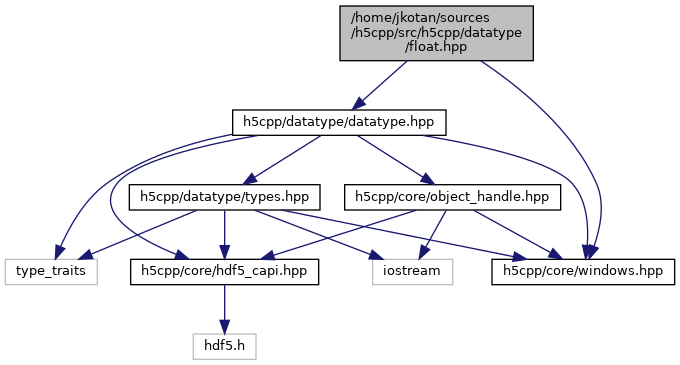 /home/jkotan/sources
/h5cpp/src/h5cpp/datatype
/float.hpp
h5cpp/datatype/datatype.hpp
h5cpp/datatype/types.hpp
h5cpp/core/object_handle.hpp
type_traits
h5cpp/core/hdf5_capi.hpp
iostream
h5cpp/core/windows.hpp
hdf5.h